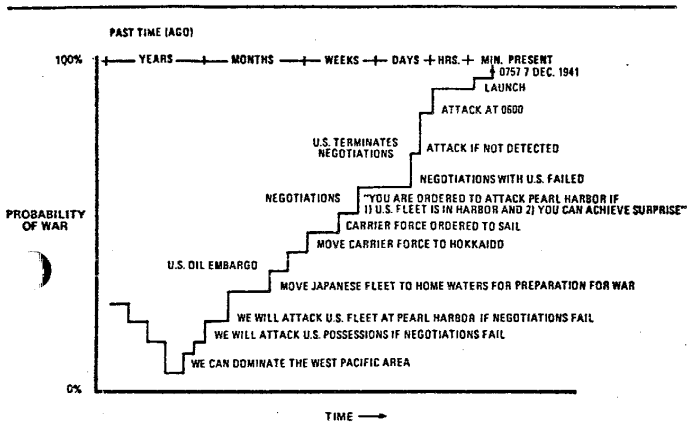 PAST TIME (AGO)
100%
YEARS MONTHS WEEKS DAYS HRS. MIN. PRESENT
0757 7 DEC. 1941
LAUNCH
ATTACK AT 0600
U.S. TERMINATES
NEGOTIATIONS
ATTACK IF NOT DETECTED
NEGOTIATIONS WITH U.S. FAILED
NEGOTIATIONS
"YOU ARE ORDERED TO ATTACK PEARL HARBOR IF
1) U.S. FLEET IS IN HARBOR AND 2) YOU CAN ACHIEVE SURPRISE"
PROBABILITY
OF WAR
CARRIER FORCE ORDERED TO SAIL
MOVE CARRIER FORCE TO HOKKAIDO
U.S. OIL EMBARGO
MOVE JAPANESE FLEET TO HOME WATERS FOR PREPARATION FOR WAR
WE WILL ATTACK U.S. FLEET AT PEARL HARBOR IF NEGOTIATIONS FAIL
WE WILL ATTACK U.S. POSSESSIONS IF NEGOTIATIONS FAIL
WE CAN DOMINATE THE WEST PACIFIC AREA
0%
TIME